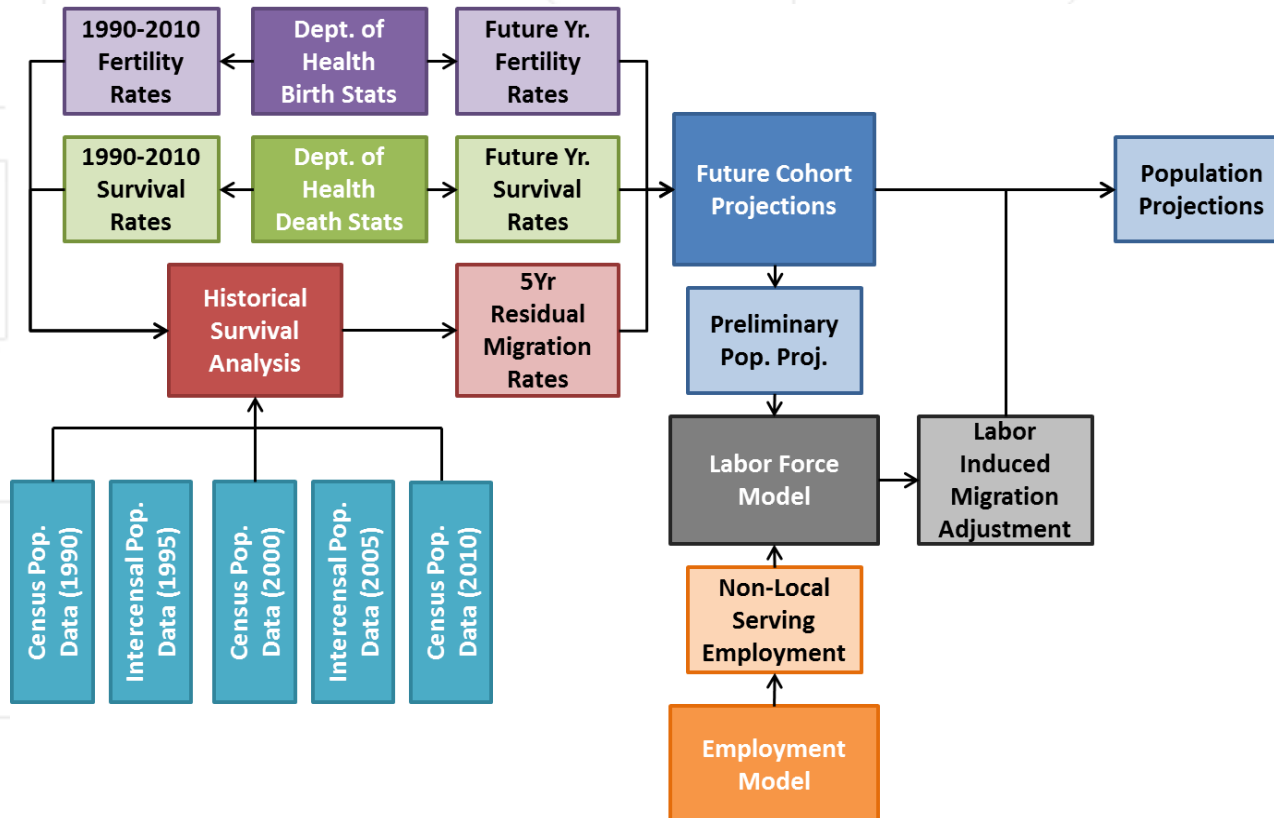 1990-2010
Fertility
Rates
Dept. of
Health
Birth Stats
Future Yr.
Fertility
Rates
1990-2010
Survival
Rates
Dept. of
Health
Death Stats
Future Yr.
Survival
Rates
Future Cohort
Projections
Population
Projections
Historical
Survival
Analysis
5Yr
Residual
Migration
Rates
Preliminary
Pop. Proj.
Labor Force
Model
Labor
Induced
Migration
Adjustment
Census Pop.
Data (1990)
Intercensal Pop.
Data (1995)
Census Pop.
Data (2000)
Intercensal Pop.
Data (2005)
Census Pop.
Data (2010)
Non-Local
Serving
Employment
Employment
Model